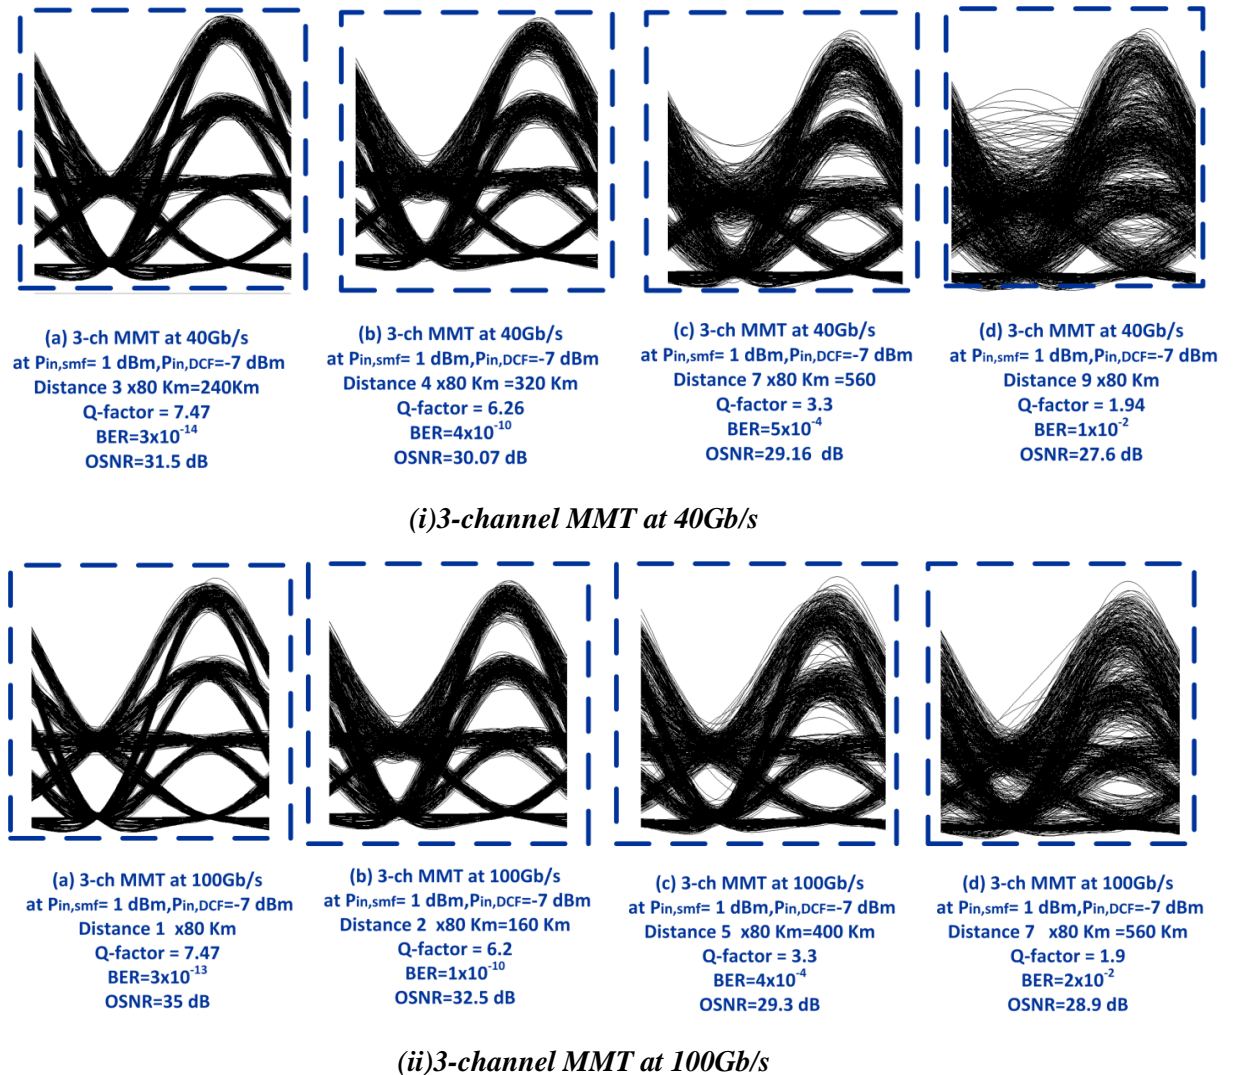 (a) 3-ch MMT at 40Gb/s
at Pin,smf= 1 dBm,Pin,DCF=-7 dBm
Distance 3 x80 Km=240Km
Q-factor = 7.47
BER=3x10-14
OSNR=31.5 dB
(b) 3-ch MMT at 40Gb/s
at Pin,smf= 1 dBm,Pin,DCF=-7 dBm
Distance 4 x80 Km =320 Km
Q-factor = 6.26
BER=4x10-10
OSNR=30.07 dB
(c) 3-ch MMT at 40Gb/s
at Pin,smf= 1 dBm,Pin,DCF=-7 dBm
Distance 7 x80 Km =560
Q-factor = 3.3
BER=5x10-4
OSNR=29.16 dB
(d) 3-ch MMT at 40Gb/s
at Pin,smf= 1 dBm,Pin,DCF=-7 dBm
Distance 9 x80 Km
Q-factor = 1.94
BER=1x10-2
OSNR=27.6 dB
(i)3-channel MMT at 40Gb/s
(a) 3-ch MMT at 100Gb/s
at Pin,smf= 1 dBm,Pin,DCF=-7 dBm
Distance 1 x80 Km
Q-factor = 7.47
BER=3x10-13
OSNR=35 dB
(b) 3-ch MMT at 100Gb/s
at Pin,smf= 1 dBm,Pin,DCF=-7 dBm
Distance 2 x80 Km=160 Km
Q-factor = 6.2
BER=1x10-10
OSNR=32.5 dB
(c) 3-ch MMT at 100Gb/s
at Pin,smf= 1 dBm,Pin,DCF=-7 dBm
Distance 5 x80 Km=400 Km
Q-factor = 3.3
BER=4x10-4
OSNR=29.3 dB
(d) 3-ch MMT at 100Gb/s
at Pin,smf= 1 dBm,Pin,DCF=-7 dBm
Distance 7 x80 Km =560 Km
Q-factor = 1.9
BER=2x10-2
OSNR=28.9 dB
(ii)3-channel MMT at 100Gb/s